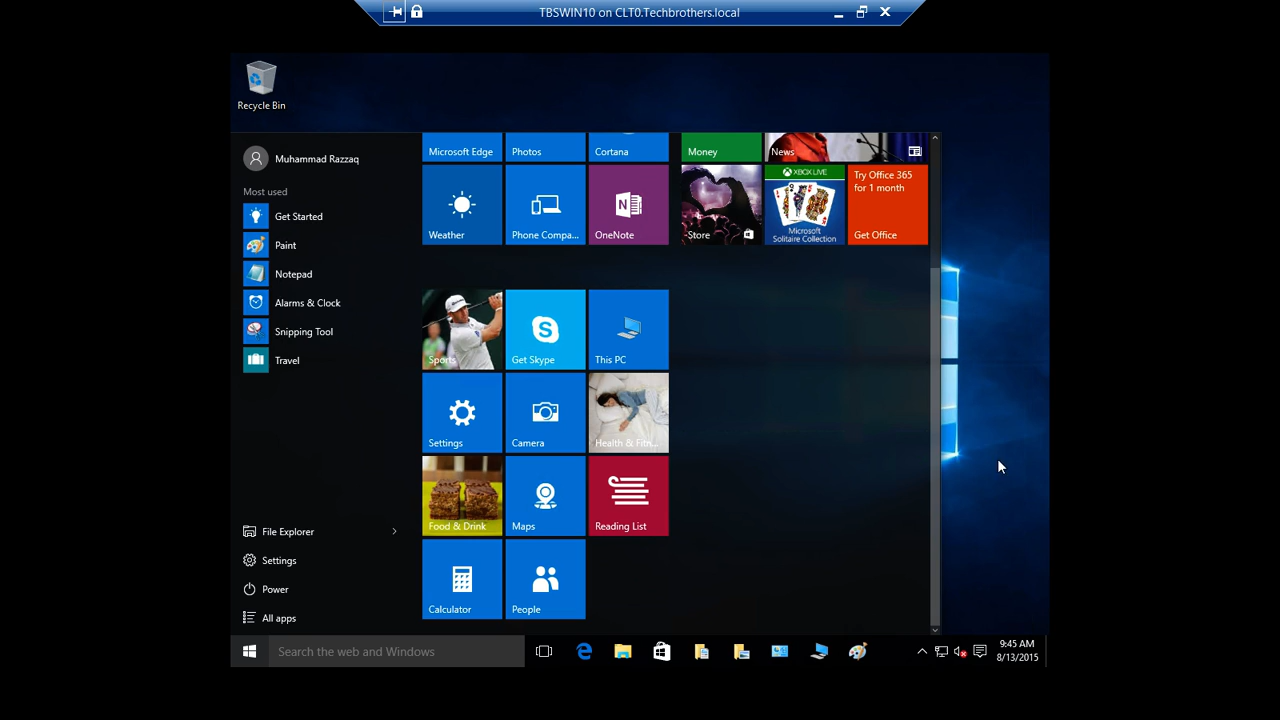 TBSWIN10 on CLT0.Techbrothers.local
Recycle Bin
Muhammad Razzaq
Most used
Get Started
Paint
Notepad
Alarms & Clock
Snipping Tool
Travel
File Explorer
Settings
Power
All apps
Microsoft Edge
Photos
Cortana
Money
News
Weather
Phone Compa...
OneNote
Store
XBOX LIVE
Microsoft
Solitaire Collection
Try Office 365
for 1 month
Get Office
Sports
Get Skype
This PC
Settings
Camera
Health & Fitn...
Food & Drink
Maps
Reading List
Calculator
People
Search the web and Windows
9:45 AM
8/13/2015